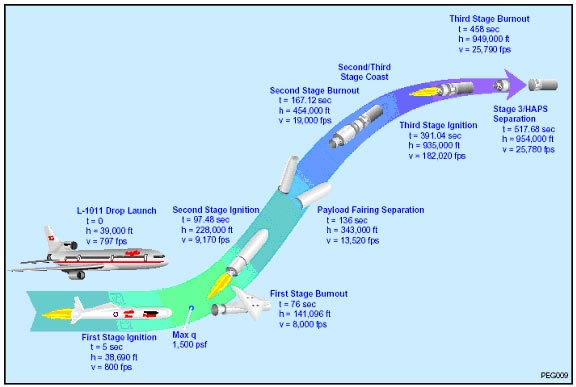 Third Stage Burnout
t = 458 sec
h = 949,000 ft
v = 25,790 fps
Second/Third
Stage Coast
Second Stage Burnout
t = 167.12 sec
h = 454,000 ft
v = 19,000 fps
Stage 3/HAPS
Separation
t = 517.68 sec
h = 954,000 ft
v = 25,780 fps
Third Stage Ignition
t = 391.04 sec
h = 935,000 ft
v = 182,020 fps
L-1011 Drop Launch
t = 0
h = 39,000 ft
v = 797 fps
Second Stage Ignition
t = 97.48 sec
h = 228,000 ft
v = 9,170 fps
Payload Fairing Separation
t = 136 sec
h = 343,000 ft
v = 13,520 fps
First Stage Burnout
t = 76 sec
h = 141,096 ft
v = 8,000 fps
First Stage Ignition
t = 5 sec
h = 38,690 ft
v = 800 fps
Max q
1,500 psf
PEG009